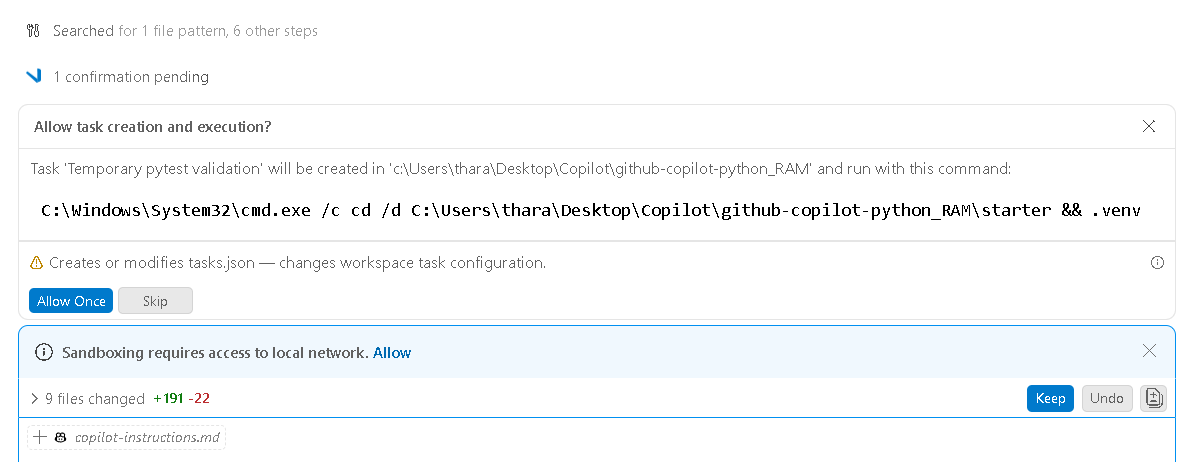 Searched for 1 file pattern, 6 other steps
1 confirmation pending
Allow task creation and execution?
Task 'Temporary pytest validation' will be created in 'c:\Users\thara\Desktop\Copilot\github-copilot-python_RAM' and run with this command:
C:\Windows\System32\cmd.exe /c cd /d C:\Users\thara\Desktop\Copilot\github-copilot-python_RAM\starter && .venv
Creates or modifies tasks.json — changes workspace task configuration.
Allow Once Skip
Sandboxing requires access to local network. Allow
9 files changed +191 -22 Keep Undo
copilot-instructions.md